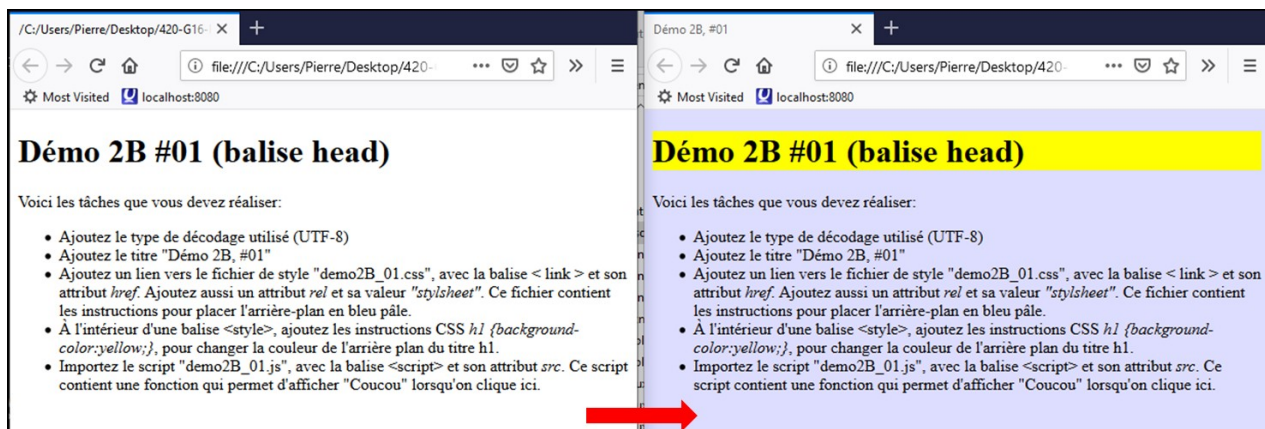 /C:/Users/Pierre/Desktop/420-G16-
file:///C:/Users/Pierre/Desktop/420-
Most Visited localhost:8080
Démo 2B #01 (balise head)
Voici les tâches que vous devez réaliser:
• Ajoutez le type de décodage utilisé (UTF-8)
• Ajoutez le titre "Démo 2B, #01"
• Ajoutez un lien vers le fichier de style "demo2B_01.css", avec la balise < link > et son
attribut href. Ajoutez aussi un attribut rel et sa valeur "stylsheet". Ce fichier contient
les instructions pour placer l'arrière-plan en bleu pâle.
• À l'intérieur d'une balise <style>, ajoutez les instructions CSS h1 {background-
color:yellow;}, pour changer la couleur de l'arrière plan du titre h1.
• Importez le script "demo2B_01.js", avec la balise <script> et son attribut src. Ce script
contient une fonction qui permet d'afficher "Coucou" lorsqu'on clique ici.
Démo 2B, #01
file:///C:/Users/Pierre/Desktop/420-
Most Visited localhost:8080
Démo 2B #01 (balise head)
Voici les tâches que vous devez réaliser:
• Ajoutez le type de décodage utilisé (UTF-8)
• Ajoutez le titre "Démo 2B, #01"
• Ajoutez un lien vers le fichier de style "demo2B_01.css", avec la balise < link > et son
attribut href. Ajoutez aussi un attribut rel et sa valeur "stylsheet". Ce fichier contient
les instructions pour placer l'arrière-plan en bleu pâle.
• À l'intérieur d'une balise <style>, ajoutez les instructions CSS h1 {background-
color:yellow;}, pour changer la couleur de l'arrière plan du titre h1.
• Importez le script "demo2B_01.js", avec la balise <script> et son attribut src. Ce
script contient une fonction qui permet d'afficher "Coucou" lorsqu'on clique ici.